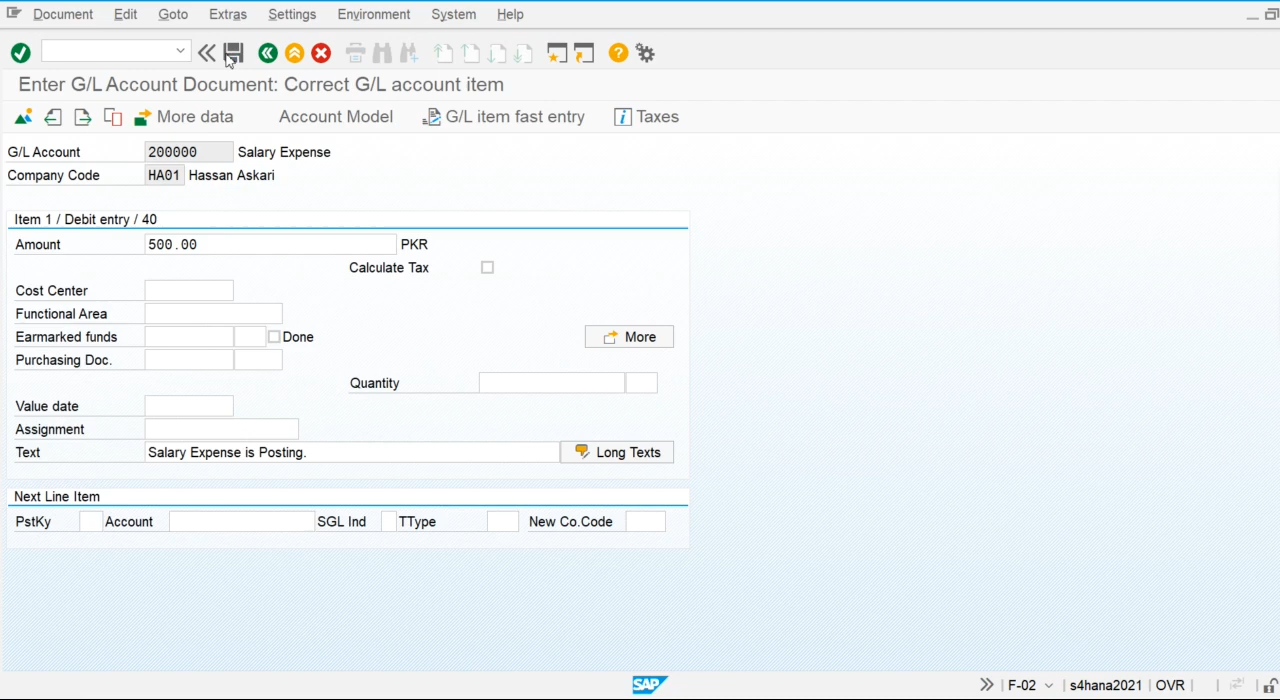 Document Edit Goto Extras Settings Environment System Help
Enter G/L Account Document: Correct G/L account item
More data Account Model G/L item fast entry Taxes
G/L Account 200000 Salary Expense
Company Code HA01 Hassan Askari
Item 1 / Debit entry / 40
Amount 500.00 PKR
Calculate Tax
Cost Center
Functional Area
Earmarked funds Done More
Purchasing Doc.
Quantity
Value date
Assignment
Text Salary Expense is Posting. Long Texts
Next Line Item
PstKy Account SGL Ind TType New Co.Code
SAP F-02 s4hana2021 OVR